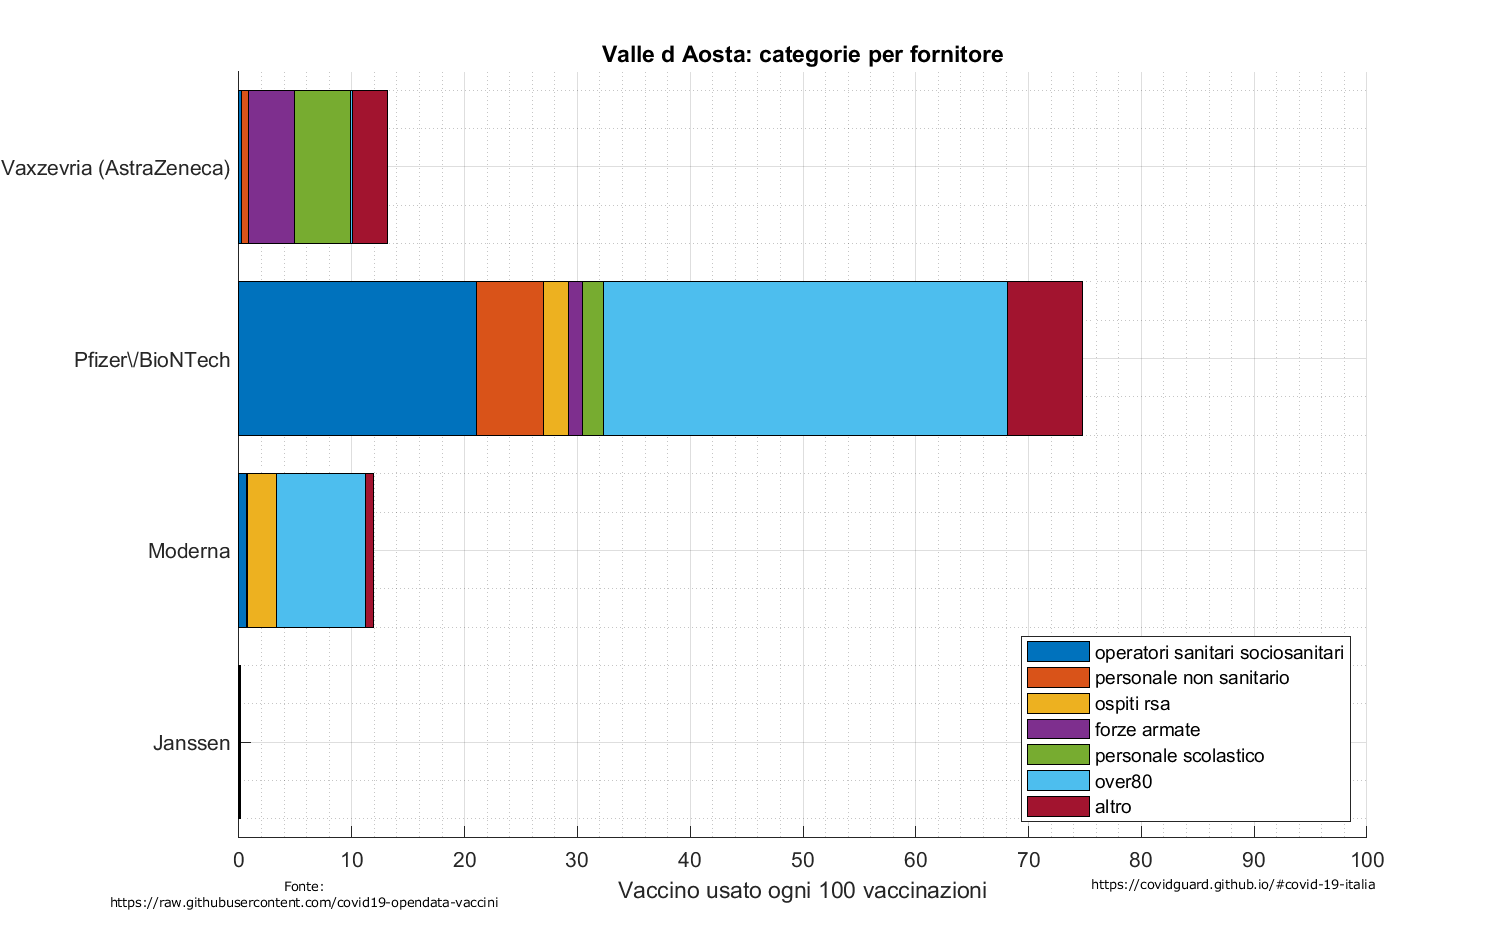 Valle d Aosta: categorie per fornitore
Vaxzevria (AstraZeneca)
Pfizer\/BioNTech
Moderna
Janssen
operatori sanitari sociosanitari
personale non sanitario
ospiti rsa
forze armate
personale scolastico
over80
altro
0 10 20 30 40 50 60 70 80 90 100
Vaccino usato ogni 100 vaccinazioni
Fonte:
https://raw.githubusercontent.com/covid19-opendata-vaccini
https://covidguard.github.io/#covid-19-italia